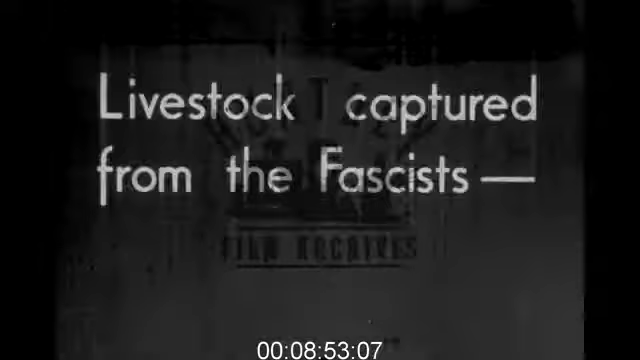 Livestock captured
from the Fascists —
FILM ARCHIVES
00:08:53:07